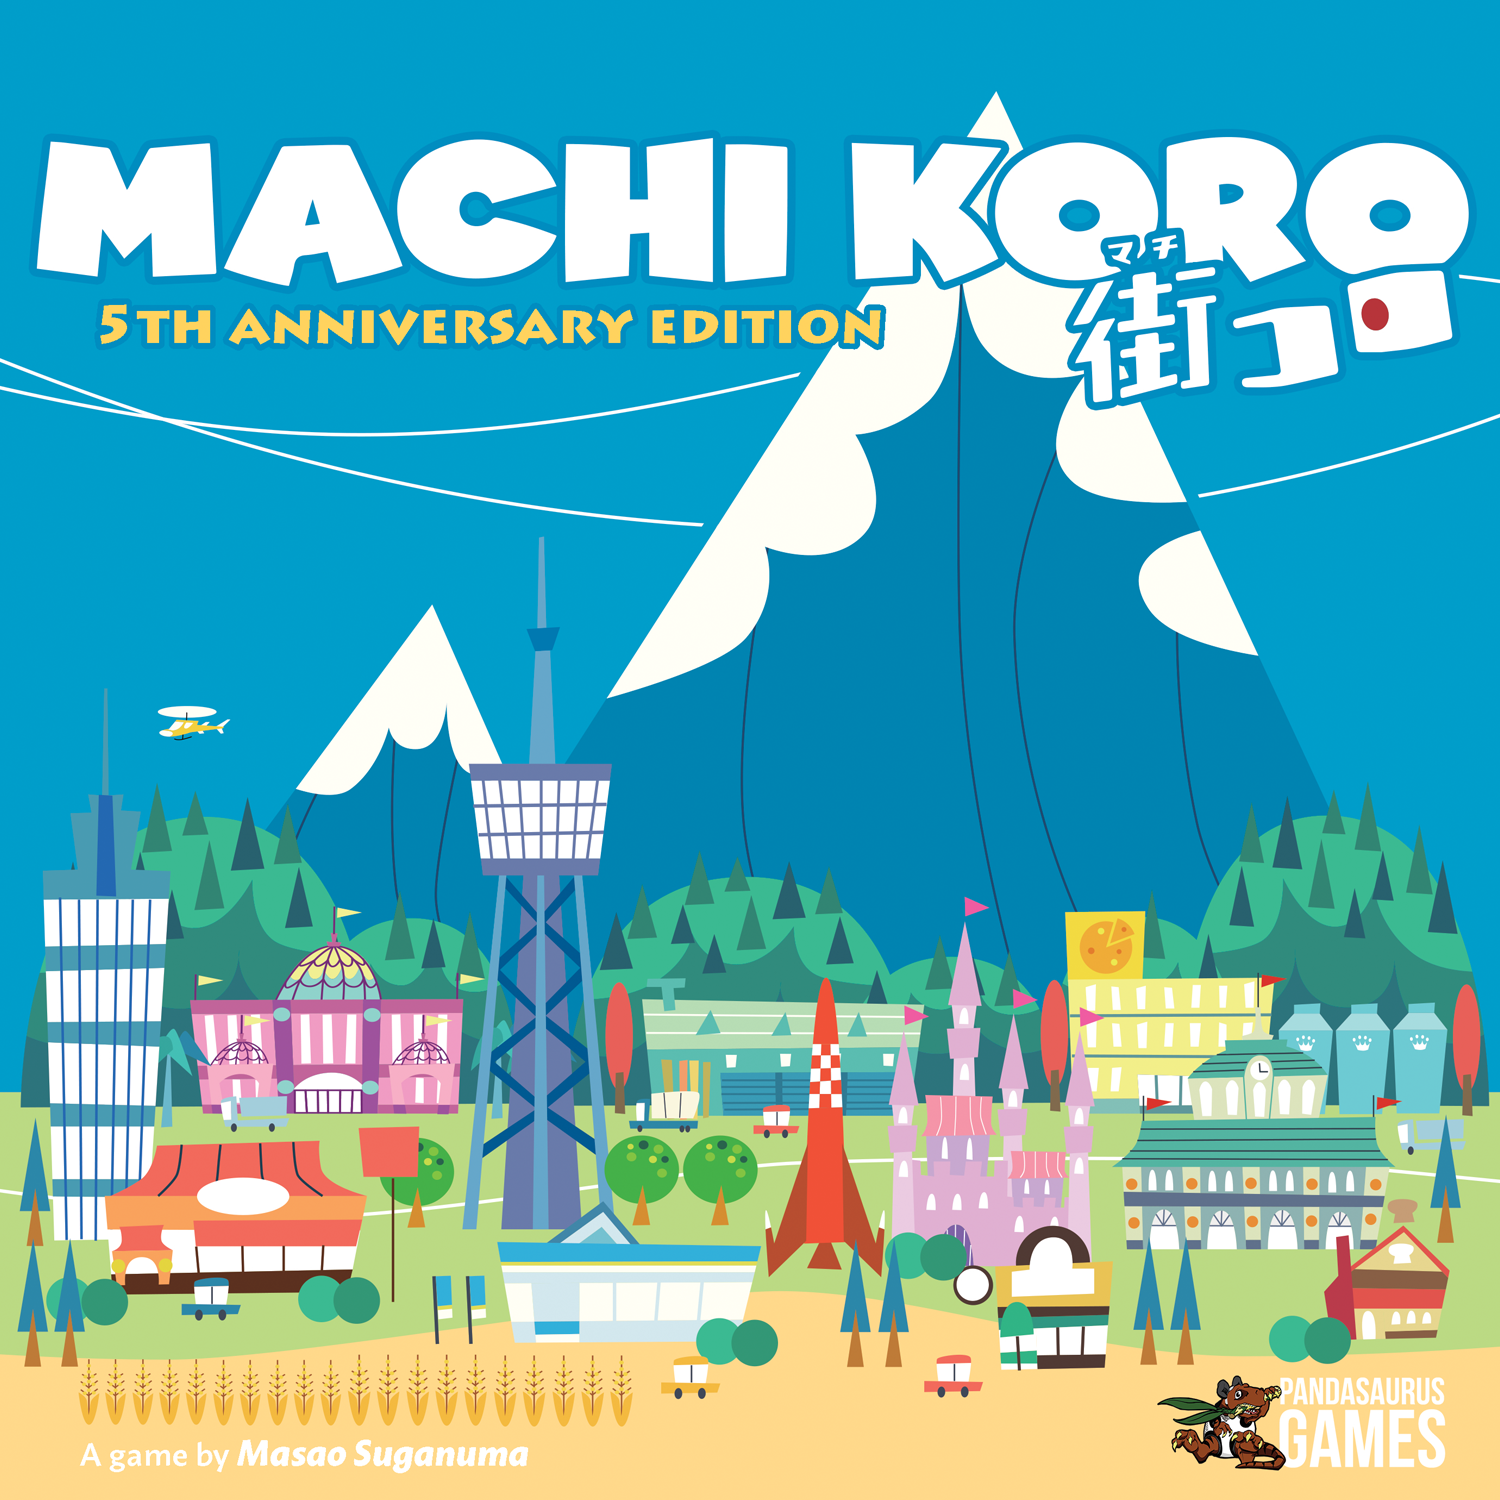 MACHI KORO
マチ
街コロ
5TH ANNIVERSARY EDITION
A game by Masao Suganuma
PANDASAURUS
GAMES